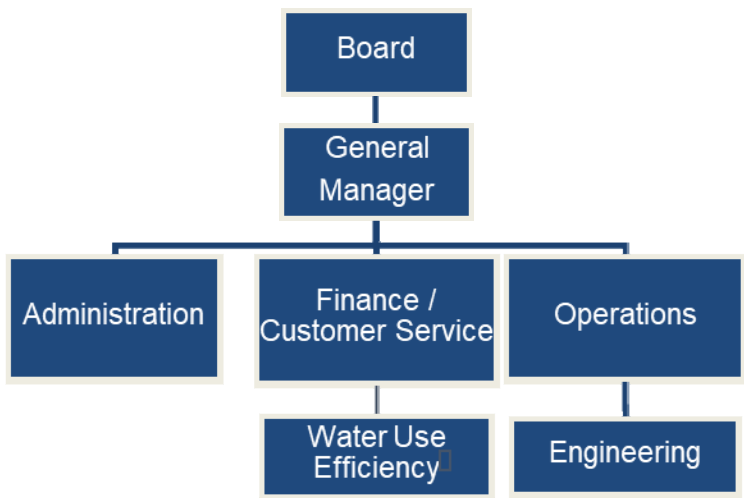 Board
General
Manager
Administration
Finance /
Customer Service
Operations
Water Use
Efficiency
Engineering